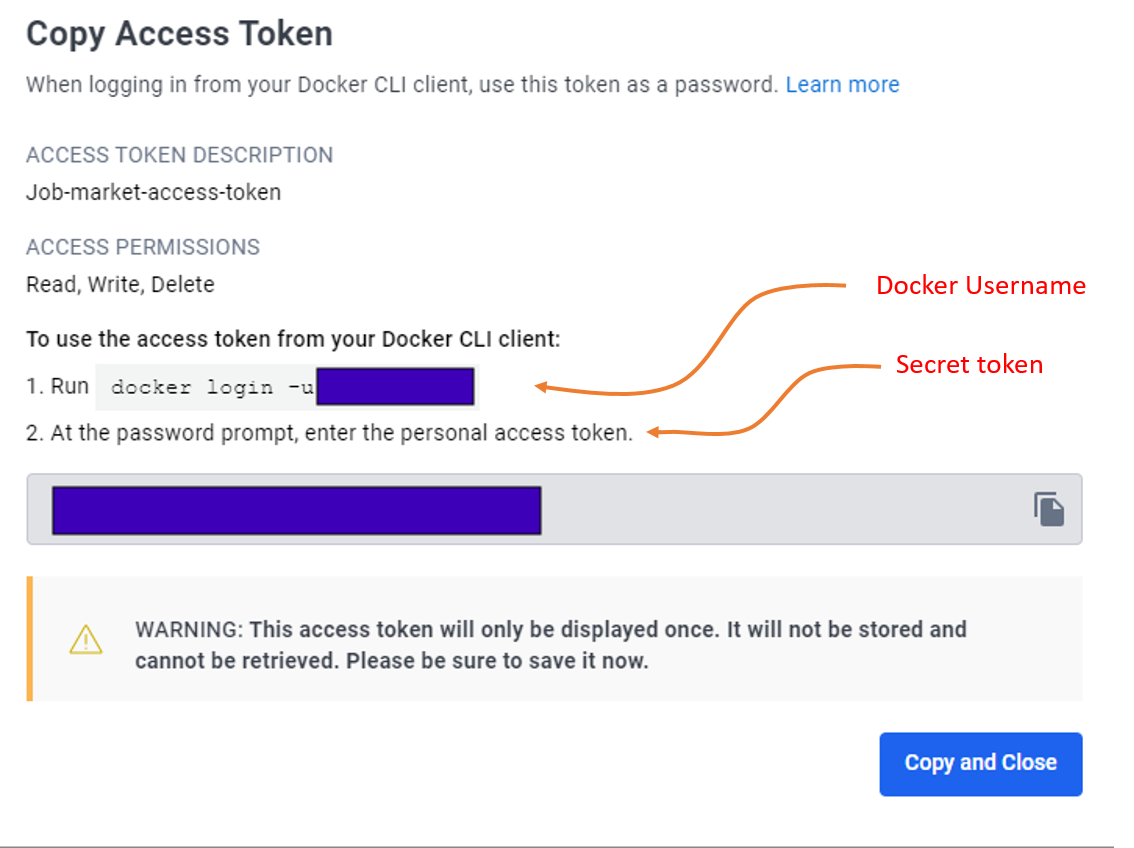 Copy Access Token
When logging in from your Docker CLI client, use this token as a password. Learn more
ACCESS TOKEN DESCRIPTION
Job-market-access-token
ACCESS PERMISSIONS
Read, Write, Delete
Docker Username
To use the access token from your Docker CLI client:
Secret token
1. Run docker login -u
2. At the password prompt, enter the personal access token.
WARNING: This access token will only be displayed once. It will not be stored and
cannot be retrieved. Please be sure to save it now.
Copy and Close